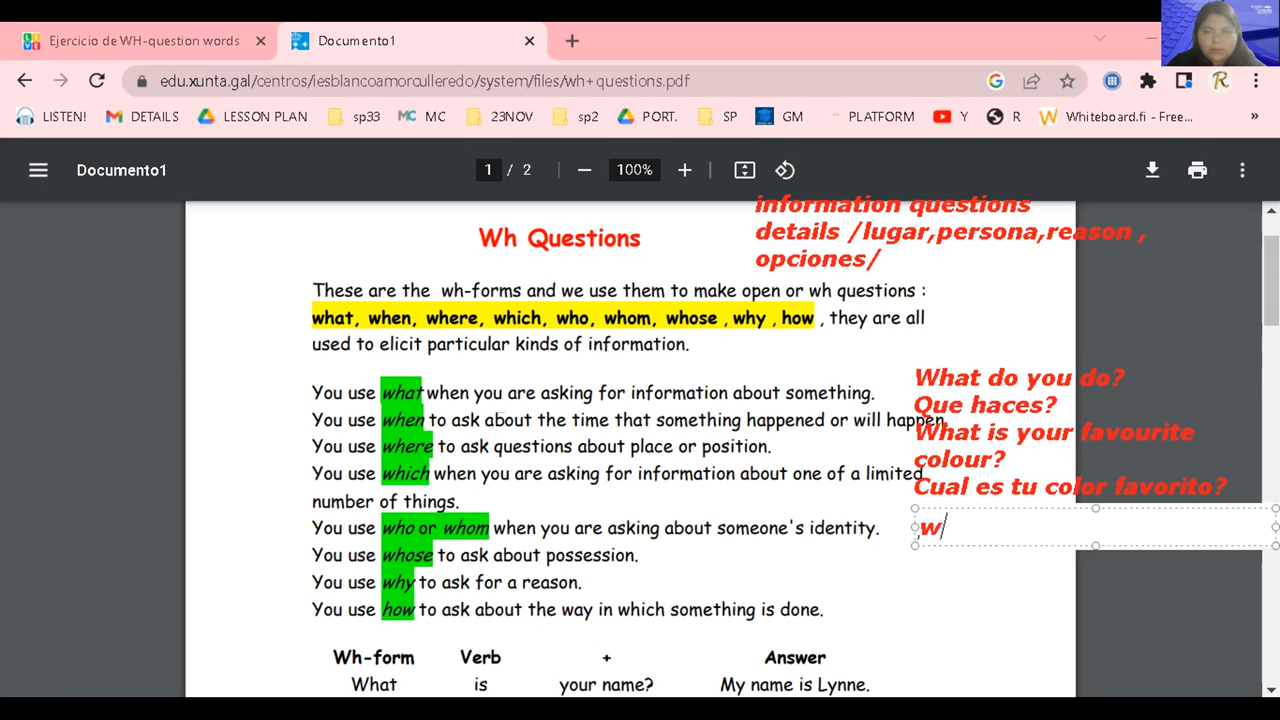 Ejercicio de WH-question words
Documento1
edu.xunta.gal/centros/iesblancoamorculleredo/system/files/wh+questions.pdf
LISTEN! DETAILS LESSON PLAN sp33 MC MC 23NOV sp2 PORT. SP GM PLATFORM Y R Whiteboard.fi - Free... »
Documento1 1 / 2 100%
information questions
details /lugar,persona,reason ,
opciones/
Wh Questions
These are the wh-forms and we use them to make open or wh questions :
what, when, where, which, who, whom, whose , why , how , they are all
used to elicit particular kinds of information.
You use what when you are asking for information about something.
You use when to ask about the time that something happened or will happen.
You use where to ask questions about place or position.
You use which when you are asking for information about one of a limited
number of things.
You use who or whom when you are asking about someone's identity.
You use whose to ask about possession.
You use why to ask for a reason.
You use how to ask about the way in which something is done.
What do you do?
Que haces?
What is your favourite
colour?
Cual es tu color favorito?
w
Wh-form Verb + Answer
What is your name? My name is Lynne.